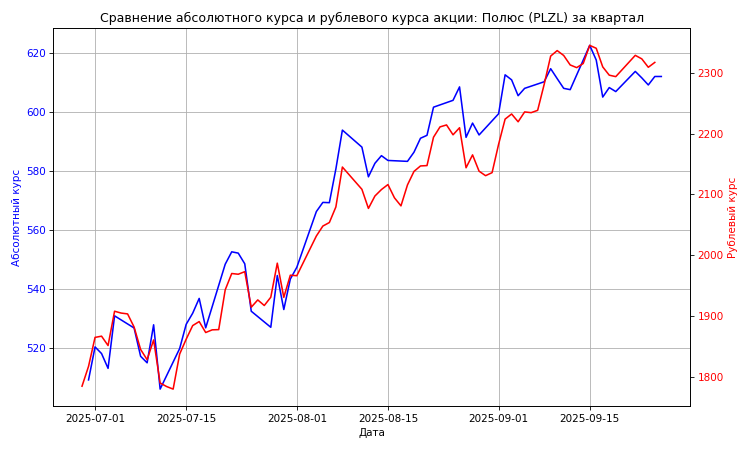 Сравнение абсолютного курса и рублевого курса акции: Полюс (PLZL) за квартал
620
600
580
560
540
520
Абсолютный курс
2300
2200
2100
2000
1900
1800
Рублевый курс
2025-07-01 2025-07-15 2025-08-01 2025-08-15 2025-09-01 2025-09-15
Дата